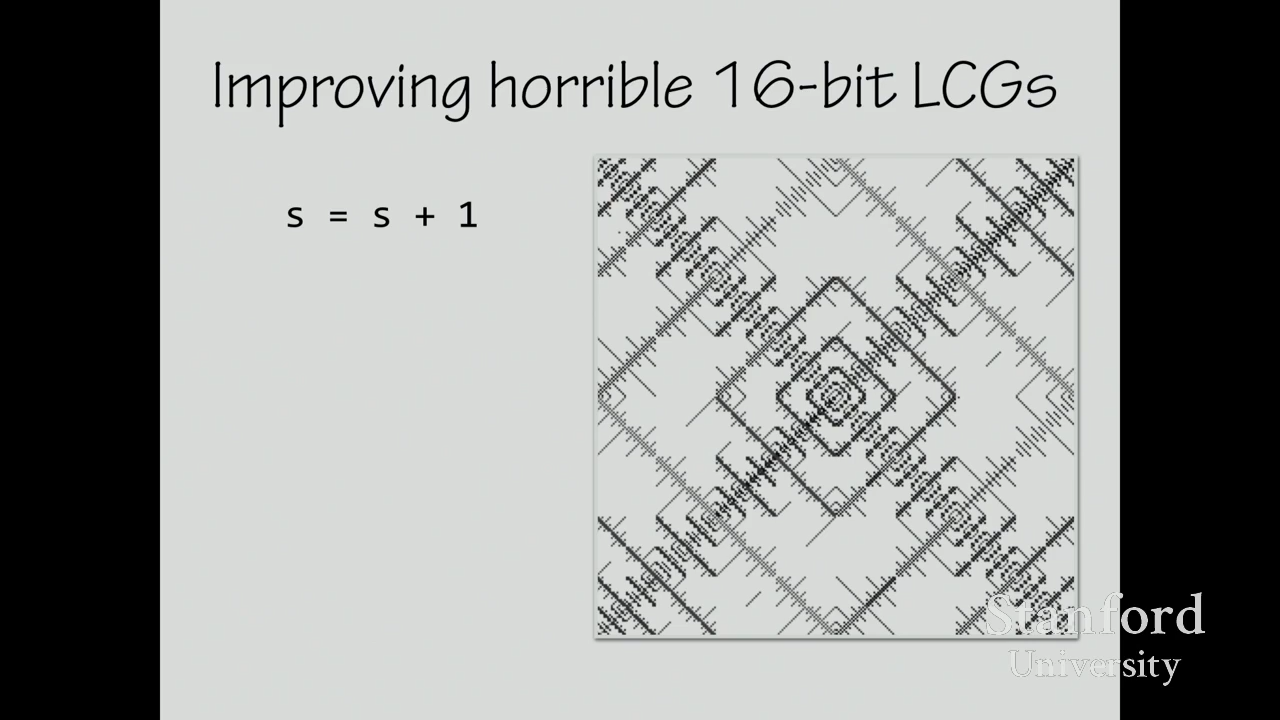 Improving horrible 16-bit LCGs
s = s + 1
Stanford
University